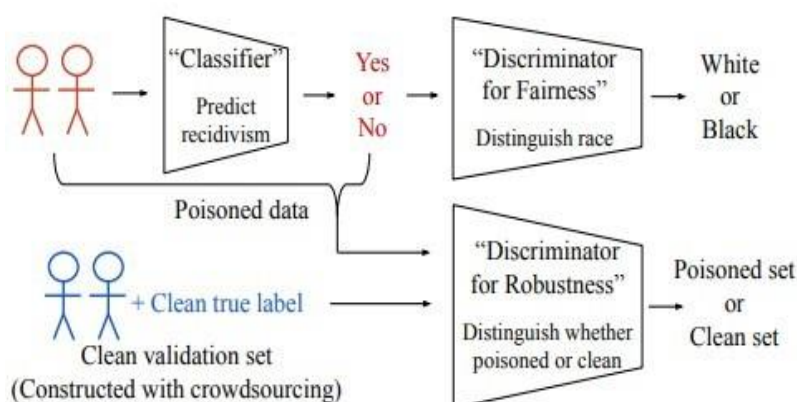 “Classifier”
Predict
recidivism
Yes
or
No
“Discriminator
for Fairness”
Distinguish race
White
or
Black
Poisoned data
+ Clean true label
Clean validation set
(Constructed with crowdsourcing)
“Discriminator
for Robustness”
Distinguish whether
poisoned or clean
Poisoned set
or
Clean set